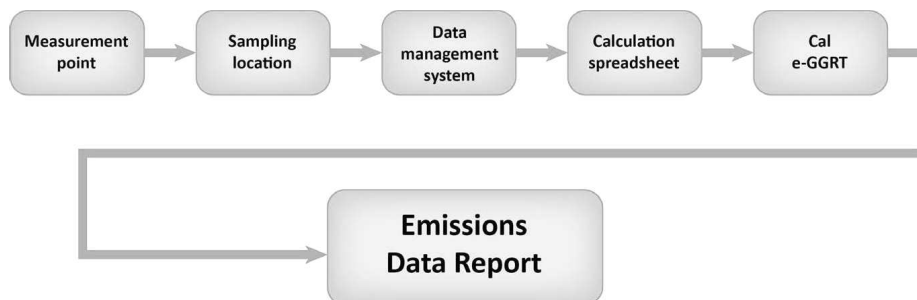 Measurement
point
Sampling
location
Data
management
system
Calculation
spreadsheet
Cal
e-GGRT
Emissions
Data Report